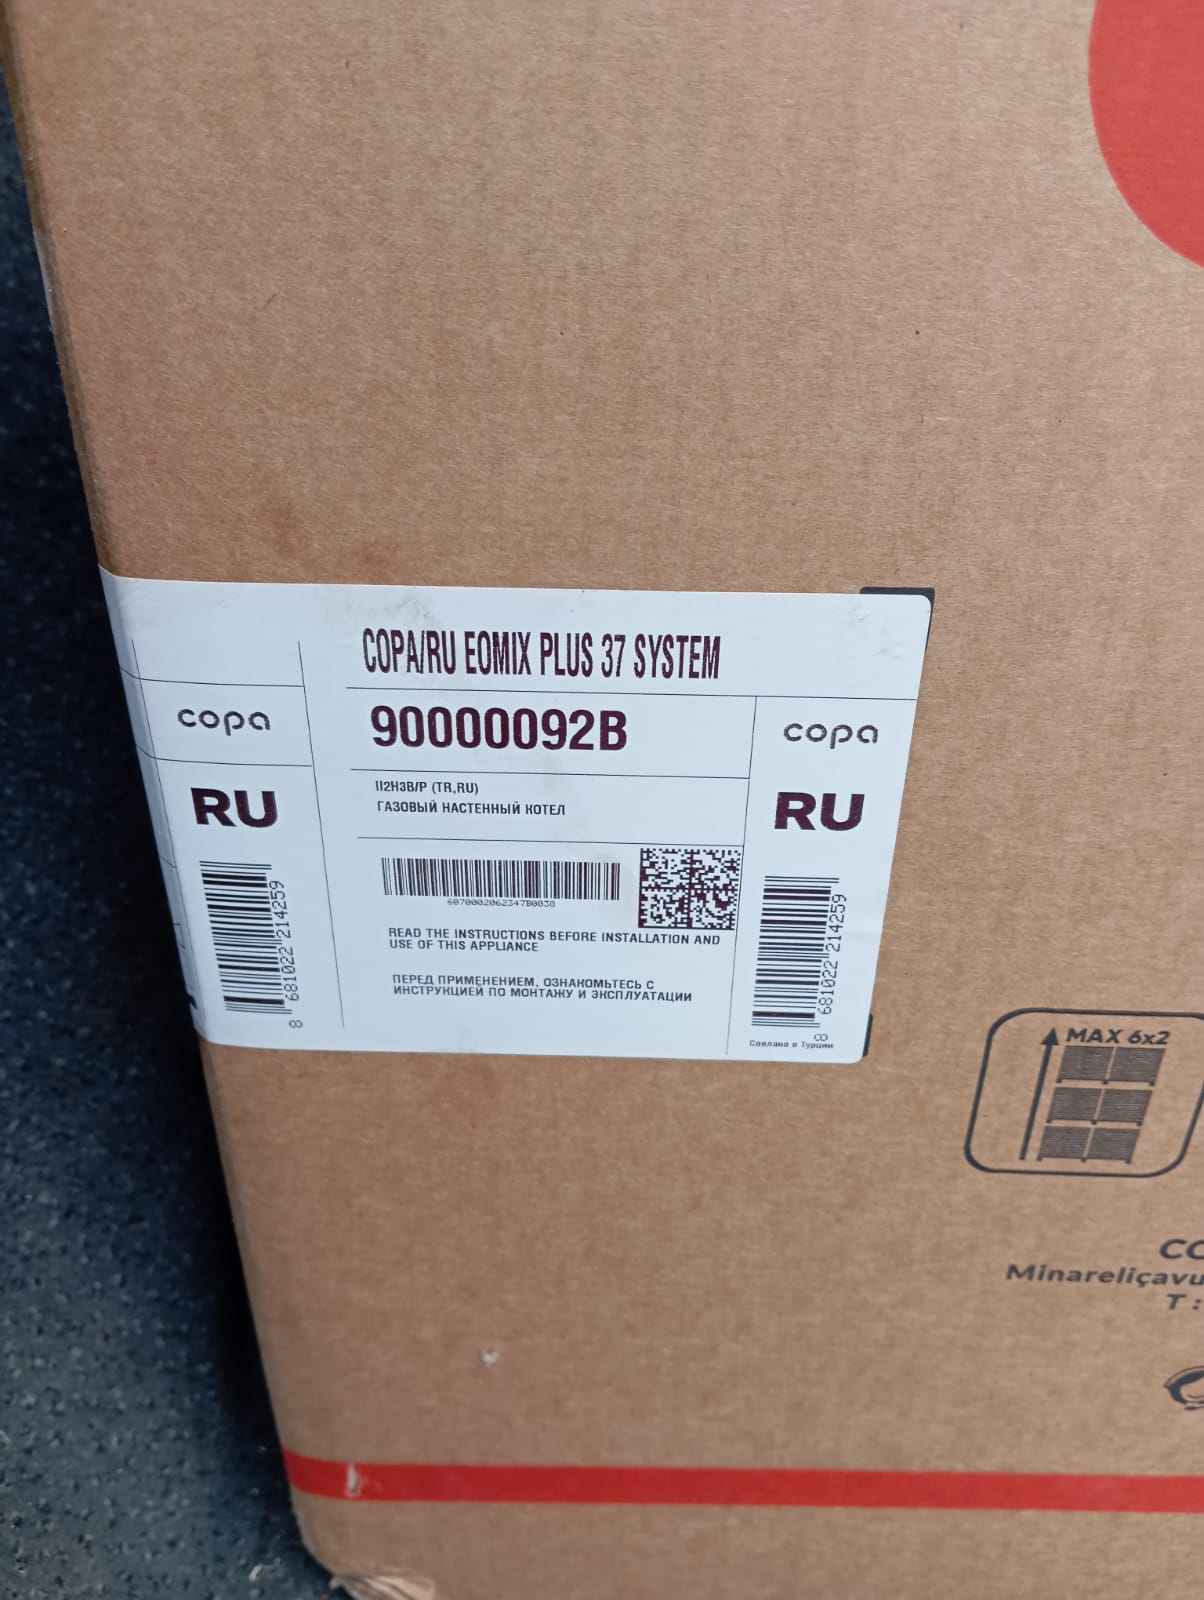 COPA/RU EOMIX PLUS 37 SYSTEM
copa
90000092B
copa
RU
II2H3B/P (TR,RU)
ГАЗОВЫЙ НАСТЕННЫЙ КОТЕЛ
RU
6070002062347B0038
8 681022 214259
READ THE INSTRUCTIONS BEFORE INSTALLATION AND
USE OF THIS APPLIANCE
ПЕРЕД ПРИМЕНЕНИЕМ, ОЗНАКОМЬТЕСЬ С
ИНСТРУКЦИЕЙ ПО МОНТАЖУ И ЭКСПЛУАТАЦИИ
8 681022 214259
Сделано в Турции
MAX 6x2
CO
Minareliçavu
T :